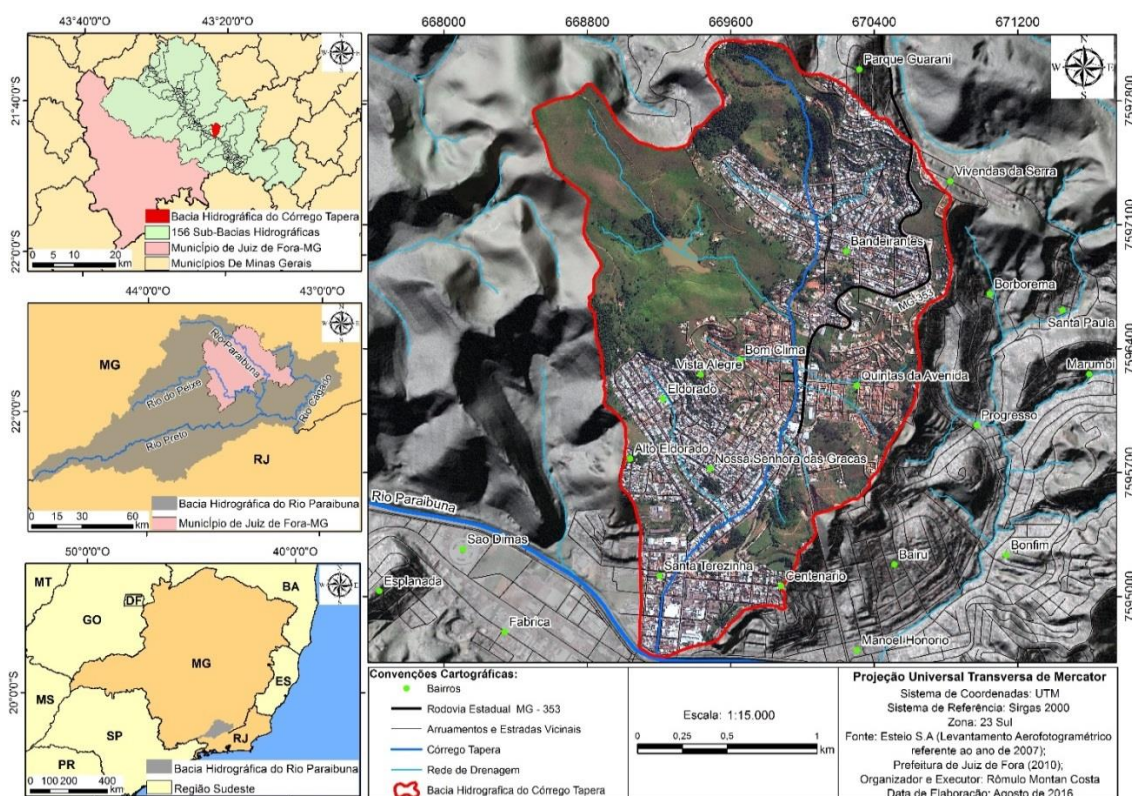 43°40'0"O
43°20'0"O
21°40'0"S
22°0'0"S
Bacia Hidrográfica do Córrego Tapera
156 Sub-Bacias Hidrográficas
Município de Juiz de Fora-MG
Municípios De Minas Gerais
0 5 10 20
km
44°0'0"O
43°0'0"O
22°0'0"S
MG
Rio Paraibuna
Rio do Peixe
Rio Cágado
Rio Preto
RJ
Bacia Hidrográfica do Rio Paraibuna
Município de Juiz de Fora-MG
0 15 30 60
km
50°0'0"O
40°0'0"O
20°0'0"S
MT
DF
BA
GO
MG
ES
MS
SP
RJ
PR
Bacia Hidrográfica do Rio Paraibuna
Região Sudeste
0 100 200 400
km
668000 668800 669600 670400 671200
7597800
7597100
7596400
7595700
7595000
W E
S
Parque Guarani
Vivendas da Serra
Bandeirantes
MG-353
Borborema
Santa Paula
Bom Clima
Vista Alegre
Marumbi
Eldorado
Quintas da Avenida
Progresso
Alto Eldorado
Nossa Senhora das Gracas
Rio Paraibuna
Sao Dimas
Bairu
Bonfim
Esplanada
Santa Terezinha
Centenario
Fabrica
Manoel Honorio
Convenções Cartográficas:
Bairros
Rodovia Estadual MG - 353
Arruamentos e Estradas Vicinais
Córrego Tapera
Rede de Drenagem
Bacia Hidrografica do Córrego Tapera
Escala: 1:15.000
0 0,25 0,5 1
km
Projeção Universal Transversa de Mercator
Sistema de Coordenadas: UTM
Sistema de Referência: Sirgas 2000
Zona: 23 Sul
Fonte: Esteio S.A (Levantamento Aerofotogramétrico
referente ao ano de 2007);
Prefeitura de Juiz de Fora (2010);
Organizador e Executor: Rômulo Montan Costa
Data de Elaboração: Agosto de 2016